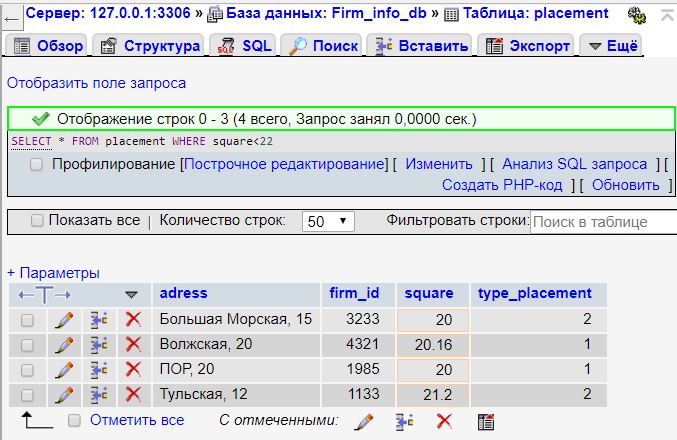 Сервер: 127.0.0.1:3306 » База данных: Firm_info_db » Таблица: placement
Обзор Структура SQL Поиск Вставить Экспорт Ещё
Отобразить поле запроса
Отображение строк 0 - 3 (4 всего, Запрос занял 0,0000 сек.)
SELECT * FROM placement WHERE square<22
Профилирование [Построчное редактирование] [ Изменить ] [ Анализ SQL запроса ] [
Создать PHP-код ] [ Обновить ]
Показать все | Количество строк: 50 Фильтровать строки: Поиск в таблице
+ Параметры
←T→ adress firm_id square type_placement
Большая Морская, 15 3233 20 2
Волжская, 20 4321 20.16 1
ПОР, 20 1985 20 1
Тульская, 12 1133 21.2 2
Отметить все С отмеченными: